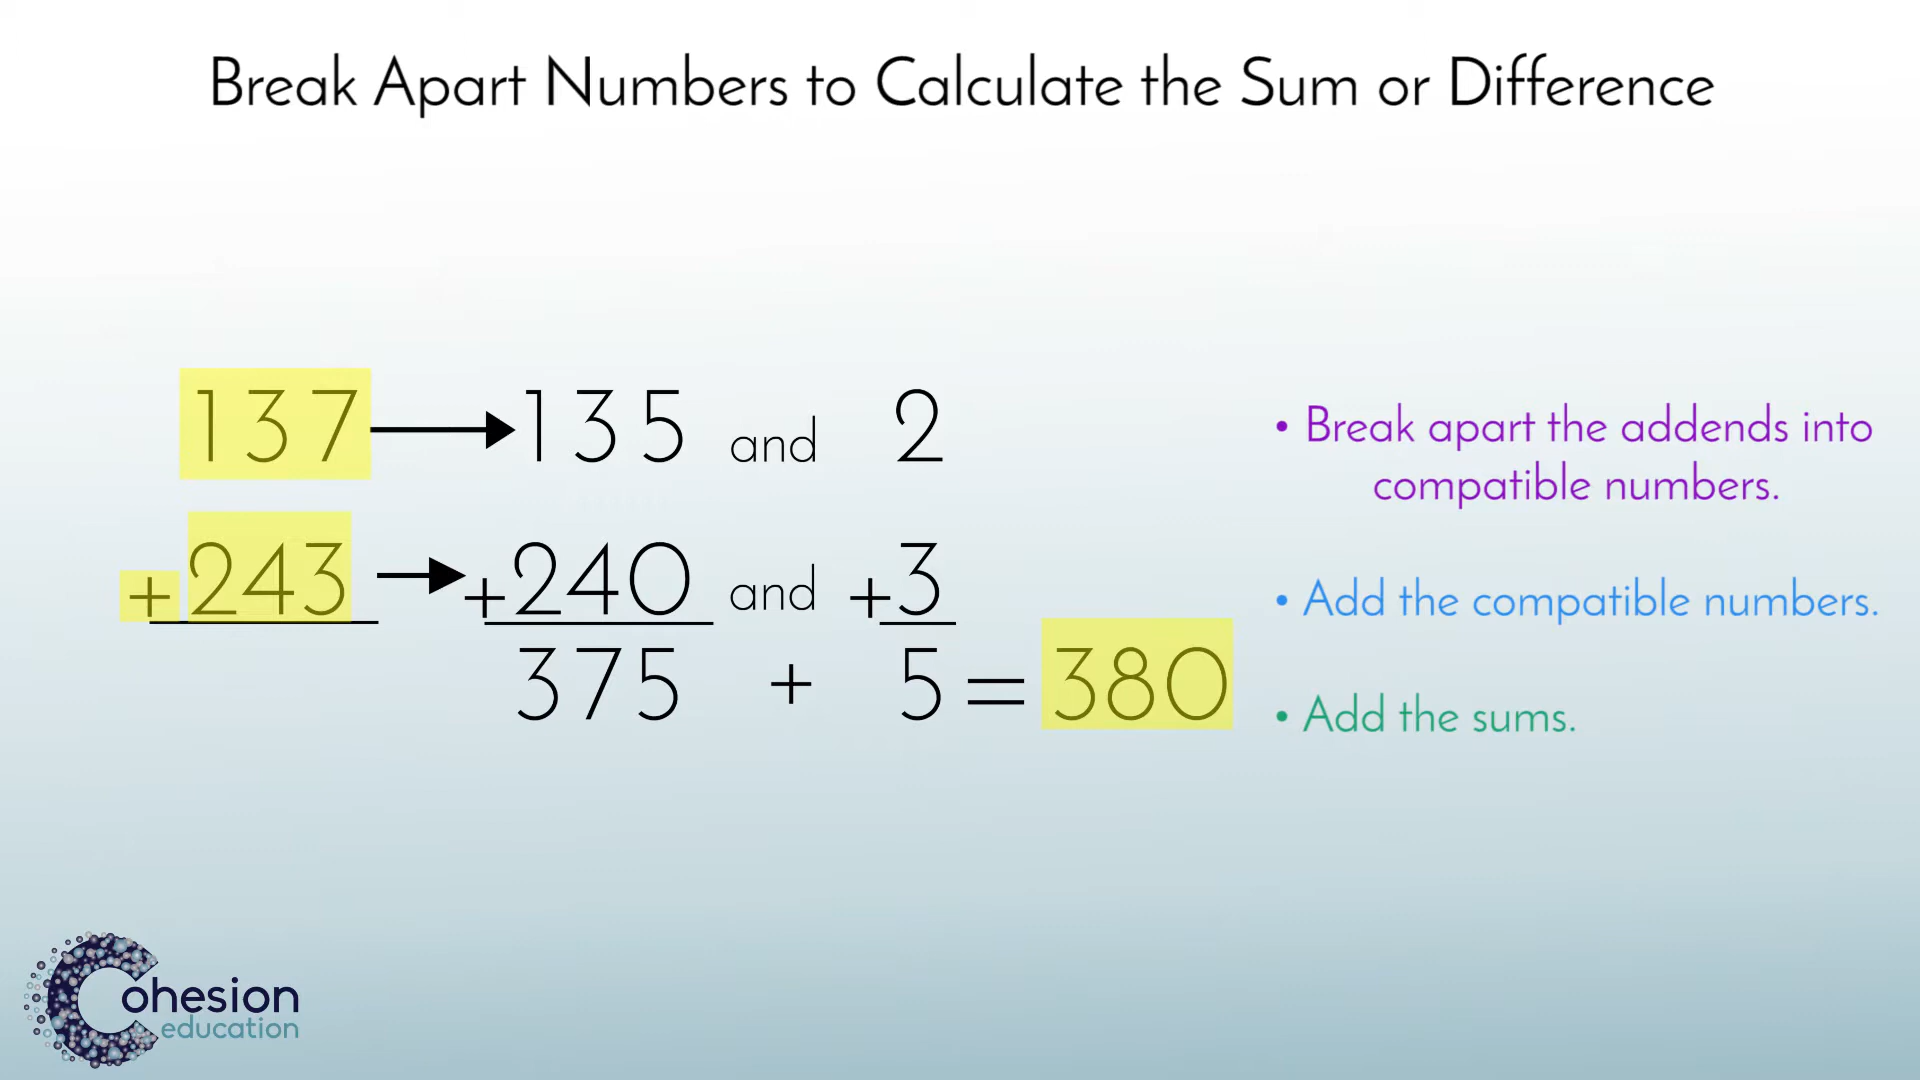 Break Apart Numbers to Calculate the Sum or Difference
137 135 and 2
+243 +240 and +3
375 + 5 = 380
• Break apart the addends into
compatible numbers.
• Add the compatible numbers.
• Add the sums.
Cohesion
education